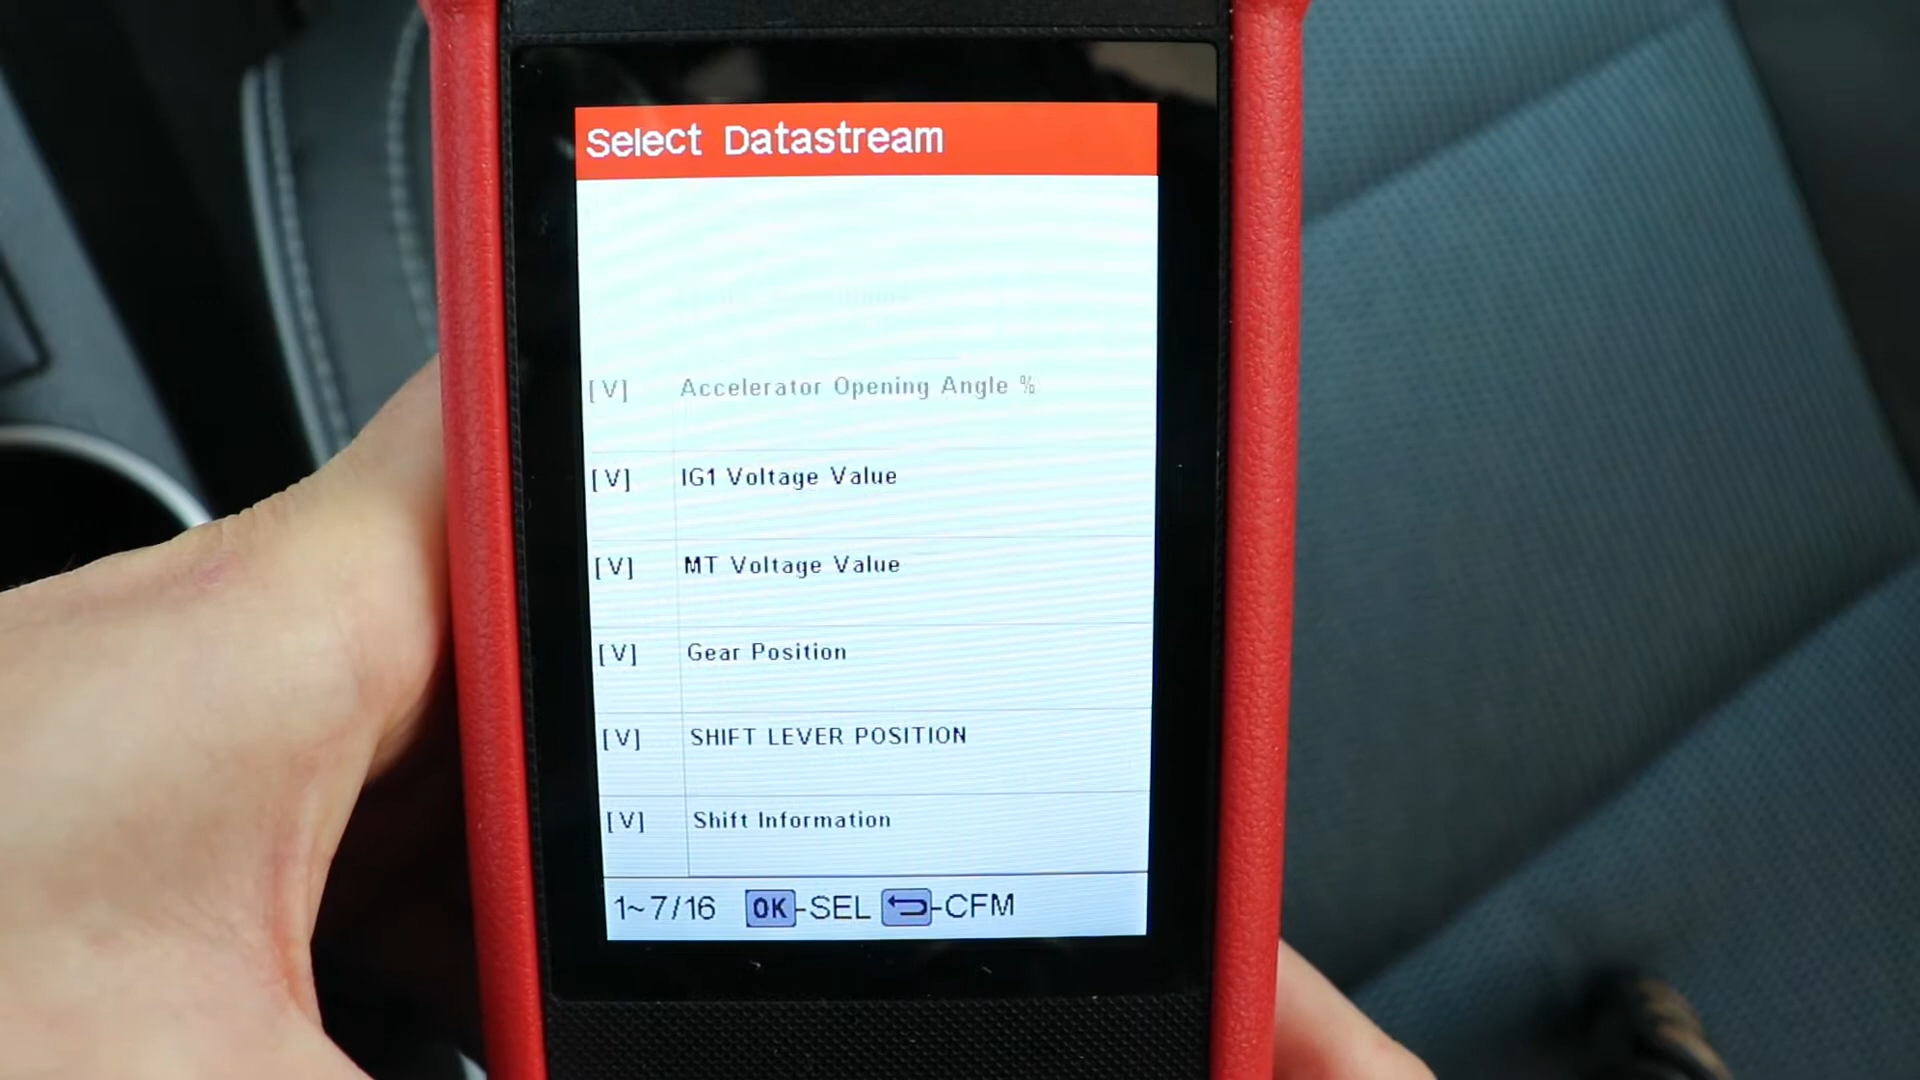 Select Datastream
[V] Accelerator Opening Angle %
[V] IG1 Voltage Value
[V] MT Voltage Value
[V] Gear Position
[V] SHIFT LEVER POSITION
[V] Shift Information
1~7/16 OK-SEL -CFM